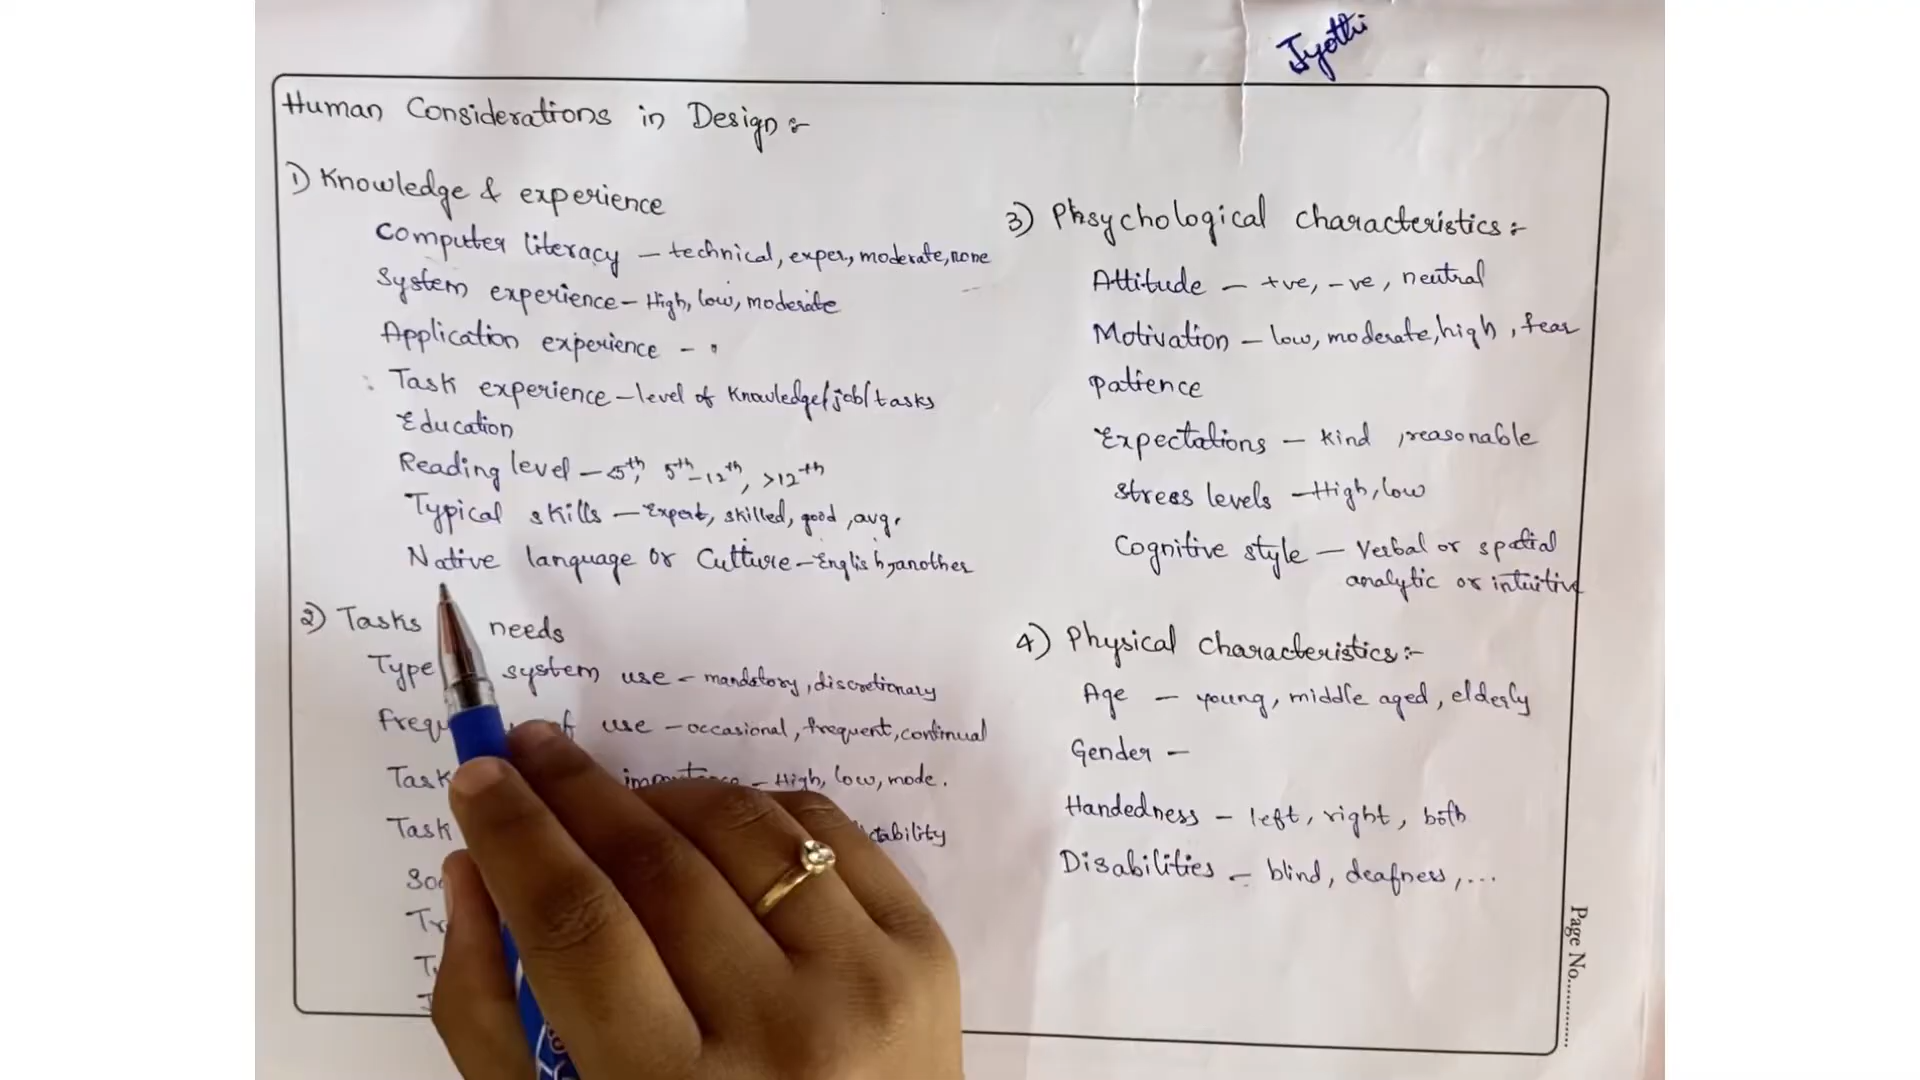 Jyothi
Human Considerations in Design :-
1) Knowledge & experience
Computer literacy – technical, exper, moderate, none
System experience – High, low, moderate
Application experience – "
Task experience – level of knowledge/job/tasks
Education
Reading level – <5th, 5th–12th, >12th
Typical skills – Expert, skilled, good, avg.
Native language or Culture – English, another
2) Tasks needs
Type system use – mandatory, discretionary
of use – occasional, frequent, continual
Task – High, low, mode.
Task
3) Phsychological characteristics :-
Attitude – +ve, -ve, neutral
Motivation – low, moderate, high, fear
patience
Expectations – kind, reasonable
stress levels – High, low
Cognitive style – Verbal or spatial
analytic or intuitive
4) Physical characteristics :-
Age – young, middle aged, elderly
Gender –
Handedness – left, right, both
Disabilities – blind, deafness, ...
Page No.............